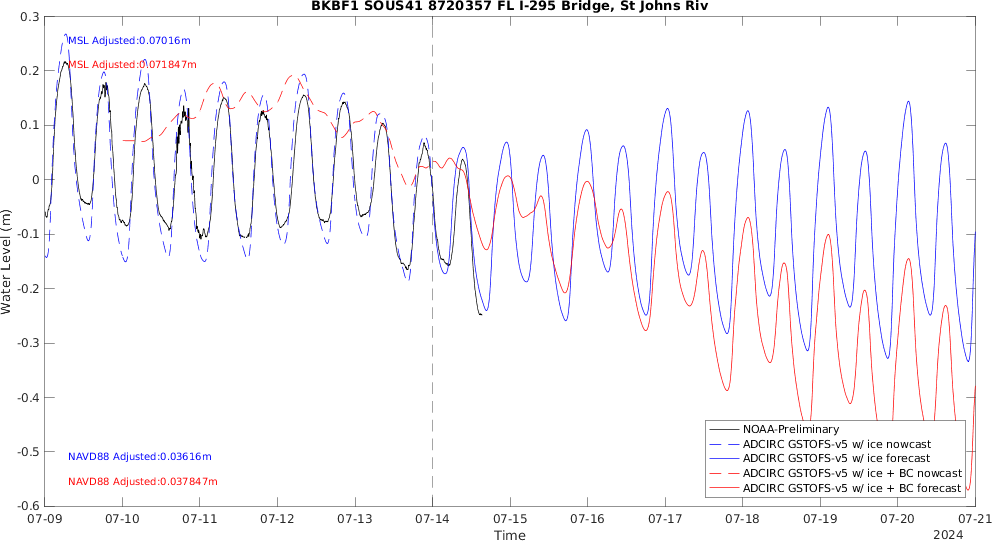 BKBF1 SOUS41 8720357 FL I-295 Bridge, St Johns Riv
0.3
0.2
0.1
0
-0.1
-0.2
-0.3
-0.4
-0.5
-0.6
Water Level (m)
MSL Adjusted:0.07016m
MSL Adjusted:0.071847m
NAVD88 Adjusted:0.03616m
NAVD88 Adjusted:0.037847m
NOAA-Preliminary
ADCIRC GSTOFS-v5 w/ ice nowcast
ADCIRC GSTOFS-v5 w/ ice forecast
ADCIRC GSTOFS-v5 w/ ice + BC nowcast
ADCIRC GSTOFS-v5 w/ ice + BC forecast
07-09 07-10 07-11 07-12 07-13 07-14 07-15 07-16 07-17 07-18 07-19 07-20 07-21
Time
2024